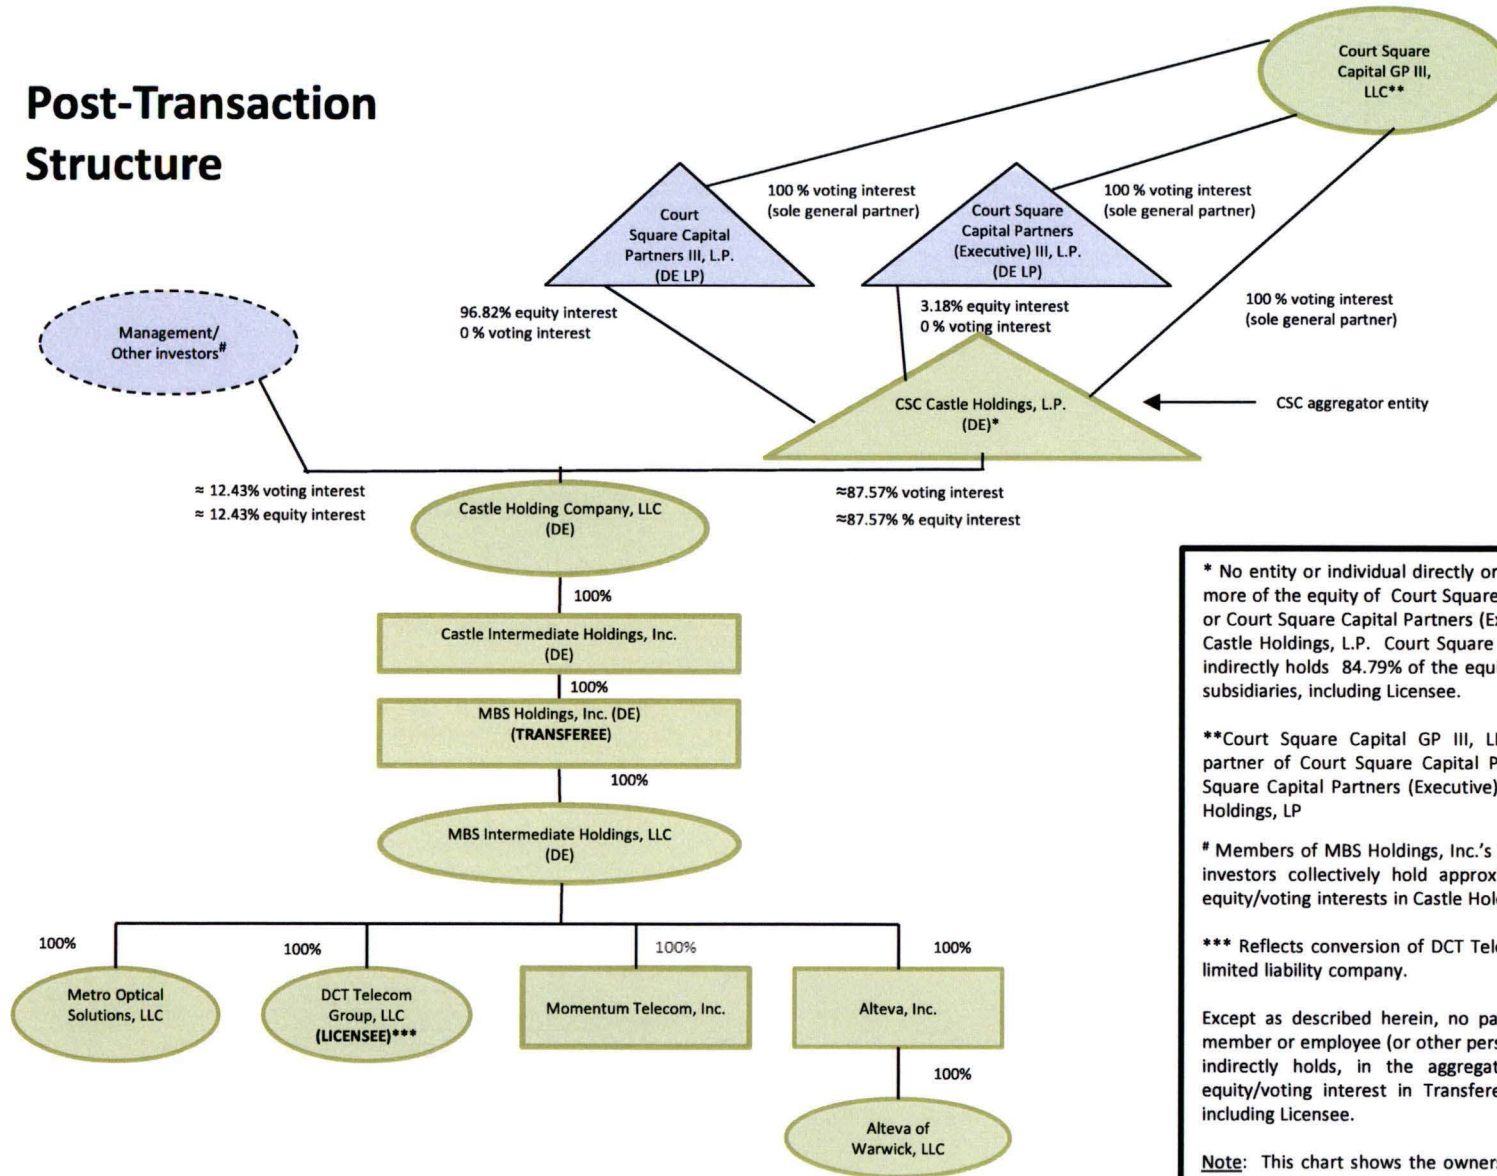 Post-Transaction
Structure
Court Square
Capital GP III,
LLC**
100 % voting interest
(sole general partner)
100 % voting interest
(sole general partner)
Court
Square Capital
Partners III, L.P.
(DE LP)
Court Square
Capital Partners
(Executive) III, L.P.
(DE LP)
100 % voting interest
(sole general partner)
96.82% equity interest
0 % voting interest
3.18% equity interest
0 % voting interest
Management/
Other investors#
CSC Castle Holdings, L.P.
(DE)*
CSC aggregator entity
≈ 12.43% voting interest
≈ 12.43% equity interest
≈87.57% voting interest
≈87.57% % equity interest
Castle Holding Company, LLC
(DE)
100%
Castle Intermediate Holdings, Inc.
(DE)
100%
MBS Holdings, Inc. (DE)
(TRANSFEREE)
100%
MBS Intermediate Holdings, LLC
(DE)
100%
100%
100%
100%
Metro Optical
Solutions, LLC
DCT Telecom
Group, LLC
(LICENSEE)***
Momentum Telecom, Inc.
Alteva, Inc.
100%
Alteva of
Warwick, LLC
* No entity or individual directly or
more of the equity of Court Square
or Court Square Capital Partners
Castle Holdings, L.P. Court Square
indirectly holds 84.79% of the
subsidiaries, including Licensee.
**Court Square Capital GP III,
partner of Court Square Capital
Square Capital Partners (Executive)
Holdings, LP
# Members of MBS Holdings, Inc.'s
investors collectively hold
equity/voting interests in Castle
*** Reflects conversion of DCT
limited liability company.
Except as described herein, no
member or employee (or other
indirectly holds, in the
equity/voting interest in
including Licensee.
Note: This chart shows the